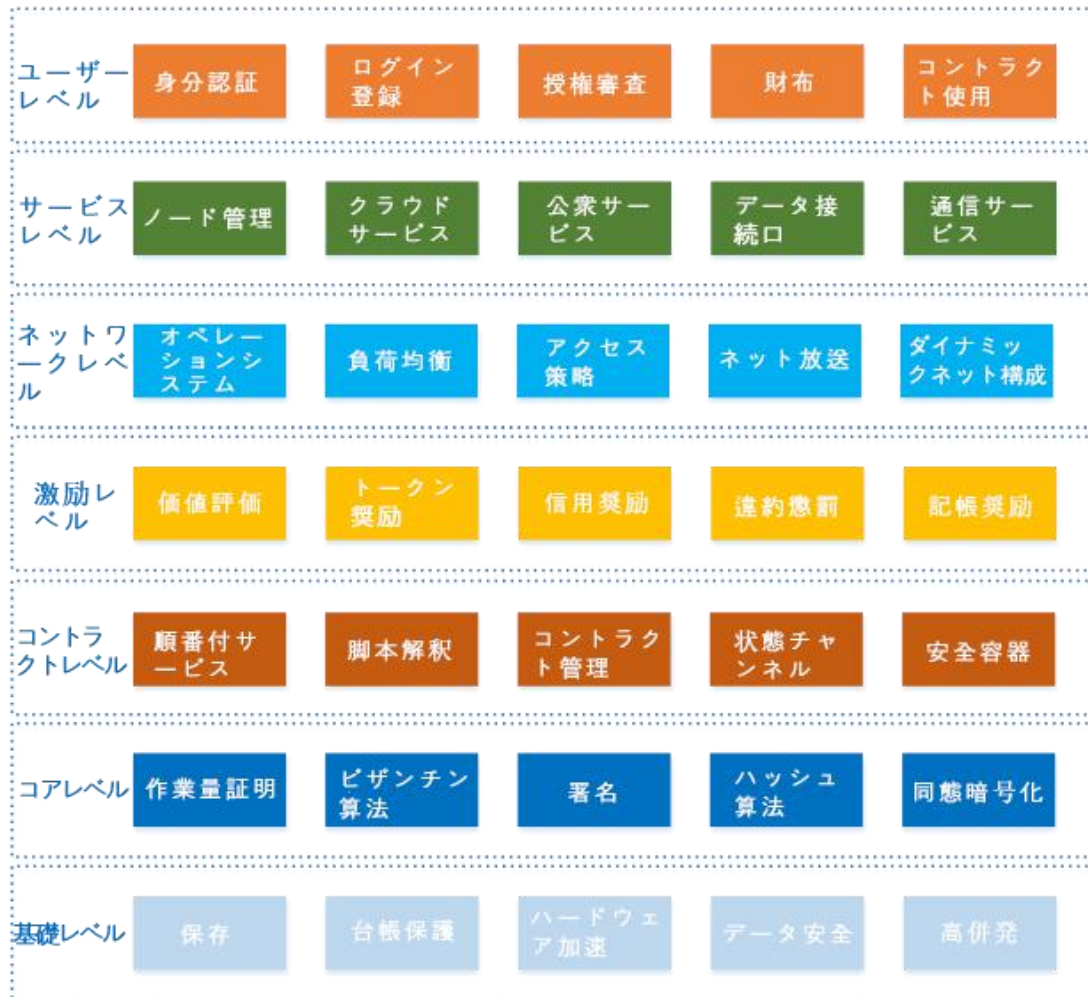 ユーザー
レベル
身分認証
ログイン
登録
授権審査
財布
コントラク
ト使用
サービス
レベル
ノード管理
クラウド
サービス
公衆サー
ビス
データ接
続口
通信サー
ビス
ネットワ
ークレベ
ル
オペレー
ションシ
ステム
負荷均衡
アクセス
策略
ネット放送
ダイナミッ
クネット構成
激励レ
ベル
価値評価
トークン
奨励
信用奨励
違約懲罰
記帳奨励
コントラ
クトレベル
順番付サ
ービス
脚本解釈
コントラク
ト管理
状態チャ
ンネル
安全容器
コアレベル
作業量証明
ビザンチン
算法
署名
ハッシュ
算法
同態暗号化
基礎レベル
保存
台帳保護
ハードウェ
ア加速
データ安全
高併発